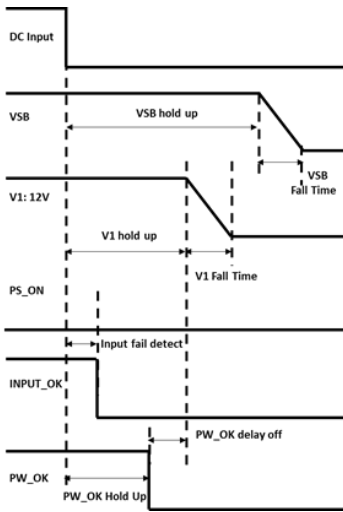 DC Input
VSB hold up
VSB
VSB
Fall Time
V1: 12V
V1 hold up
V1 Fall Time
PS_ON
Input fail detect
INPUT_OK
PW_OK delay off
PW_OK
PW_OK Hold Up